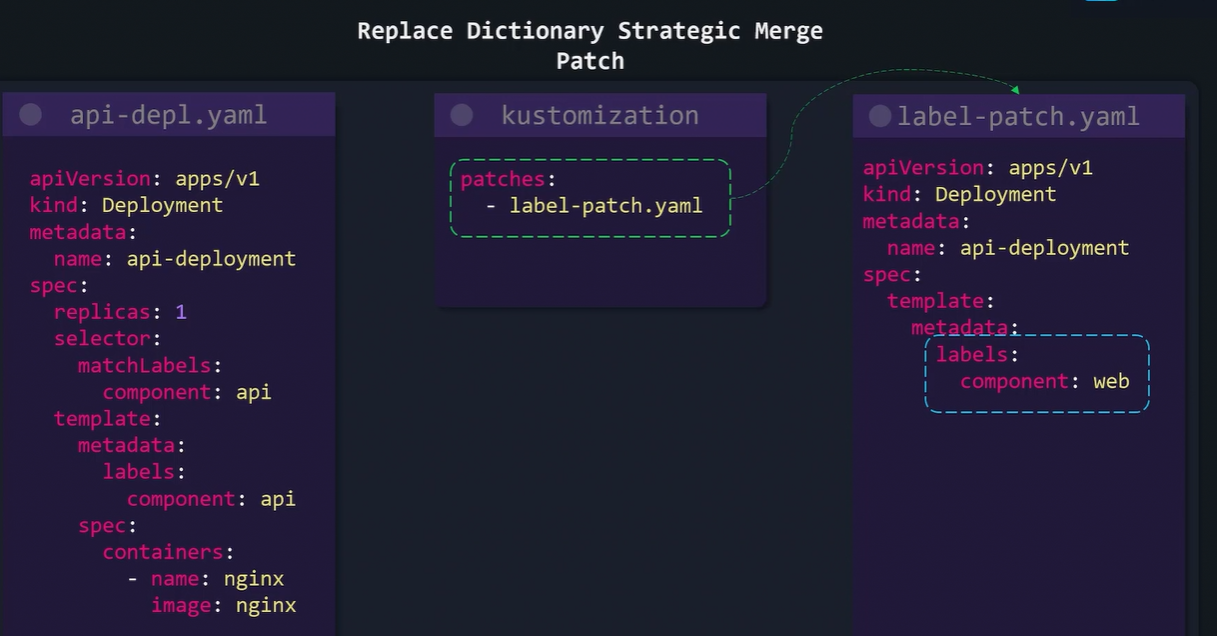 Replace Dictionary Strategic Merge
Patch
api-depl.yaml
apiVersion: apps/v1
kind: Deployment
metadata:
  name: api-deployment
spec:
  replicas: 1
  selector:
    matchLabels:
      component: api
  template:
    metadata:
      labels:
        component: api
    spec:
      containers:
        - name: nginx
          image: nginx
kustomization
patches:
  - label-patch.yaml
label-patch.yaml
apiVersion: apps/v1
kind: Deployment
metadata:
  name: api-deployment
spec:
  template:
    metadata:
      labels:
        component: web